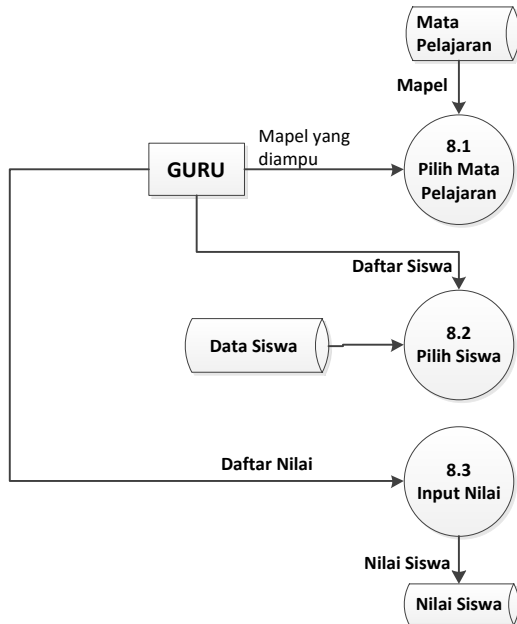 Mata
Pelajaran
Mapel
8.1
Pilih Mata
Pelajaran
Mapel yang
diampu
GURU
Daftar Siswa
8.2
Pilih Siswa
Data Siswa
Daftar Nilai
8.3
Input Nilai
Nilai Siswa
Nilai Siswa